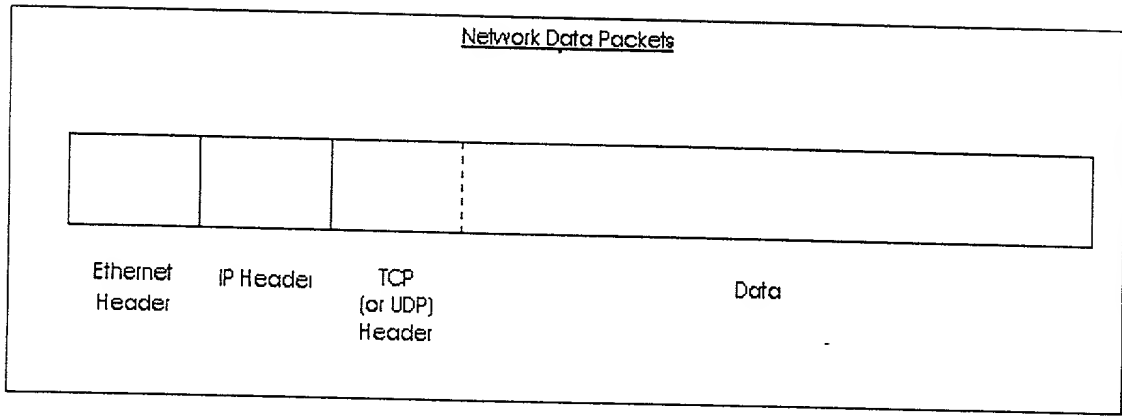 Network Data Packets
Ethernet
Header
IP Header
TCP
(or UDP)
Header
Data